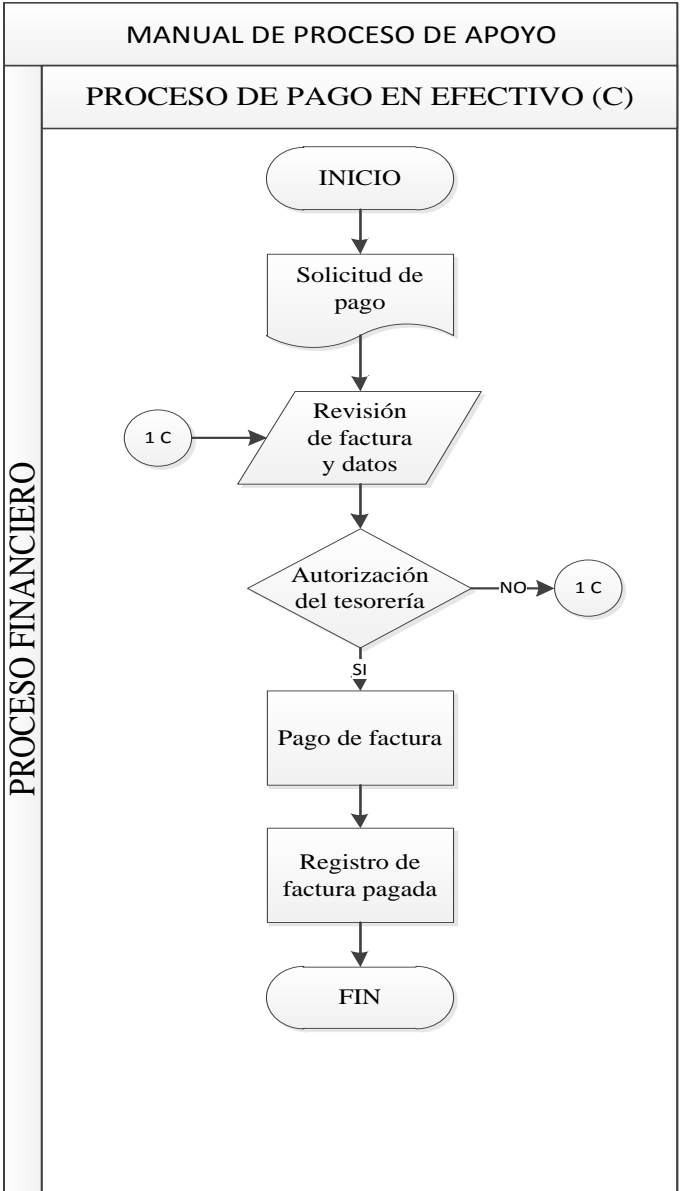 MANUAL DE PROCESO DE APOYO
PROCESO FINANCIERO
PROCESO DE PAGO EN EFECTIVO (C)
INICIO
Solicitud de
pago
1 C
Revisión
de factura
y datos
Autorización
del tesorería
NO
1 C
SI
Pago de factura
Registro de
factura pagada
FIN